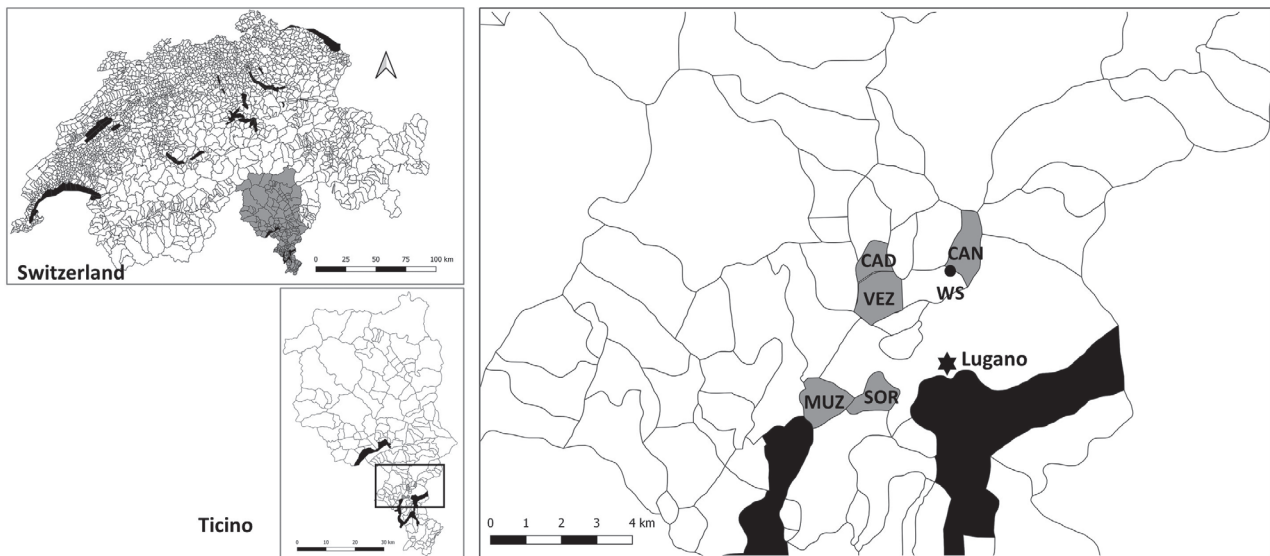 Switzerland
0 25 50 75 100 km
Ticino
0 10 20 30 km
CAD
CAN
VEZ
WS
Lugano
MUZ
SOR
0 1 2 3 4 km